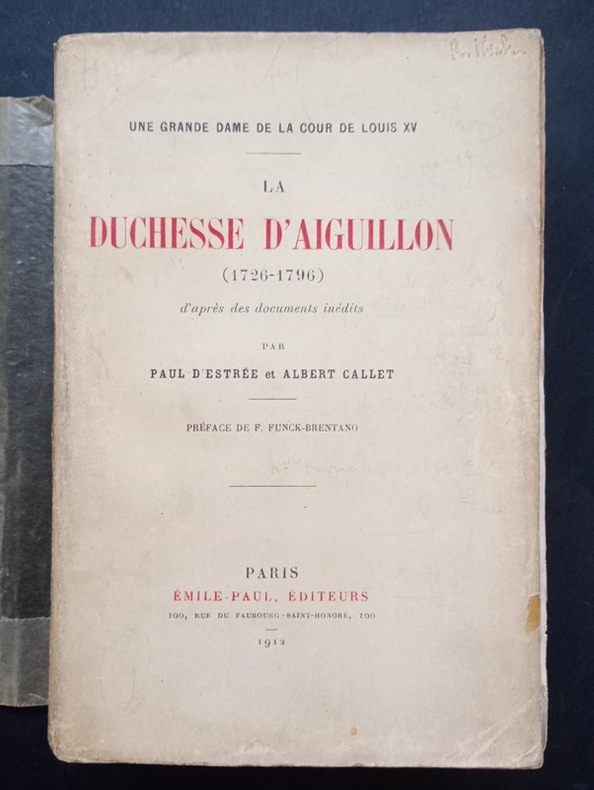 UNE GRANDE DAME DE LA COUR DE LOUIS XV
LA
DUCHESSE D'AIGUILLON
(1726-1796)
d'après des documents inédits
PAR
PAUL D'ESTRÉE et ALBERT CALLET
PRÉFACE DE F. FUNCK-BRENTANO
PARIS
ÉMILE-PAUL, ÉDITEURS
100, RUE DU FAUBOURG-SAINT-HONORÉ, 100
1912